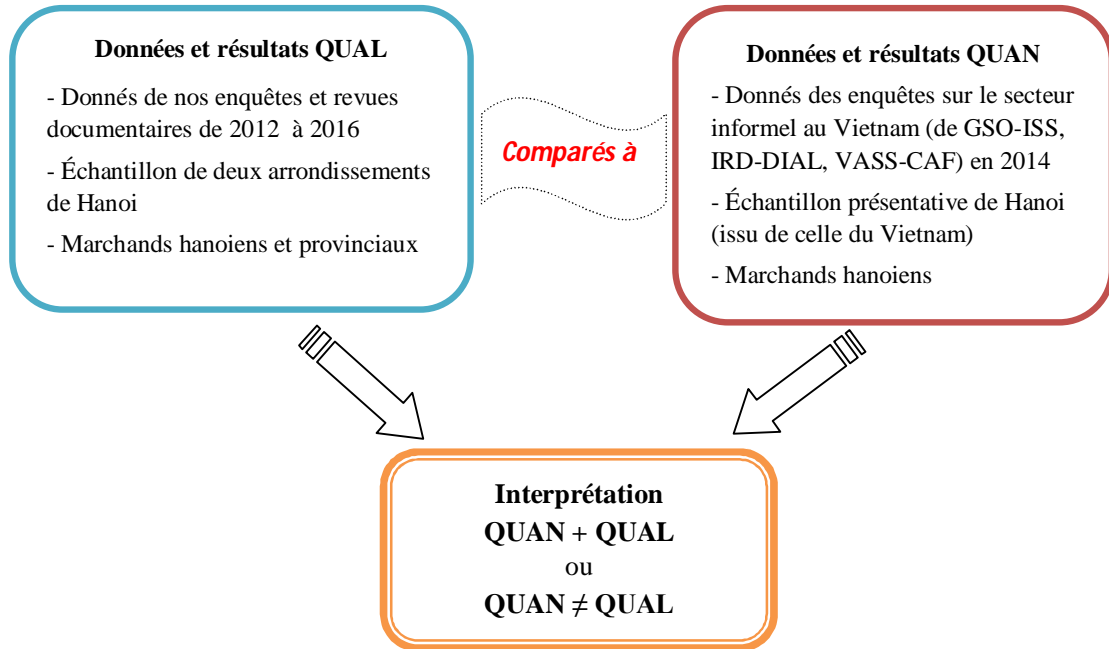 Données et résultats QUAL
- Donnés de nos enquêtes et revues
documentaires de 2012 à 2016
- Échantillon de deux arrondissements
de Hanoi
- Marchands hanoiens et provinciaux
Comparés à
Données et résultats QUAN
- Donnés des enquêtes sur le secteur
informel au Vietnam (de GSO-ISS,
IRD-DIAL, VASS-CAF) en 2014
- Échantillon présentative de Hanoi
(issu de celle du Vietnam)
- Marchands hanoiens
Interprétation
QUAN + QUAL
ou
QUAN ≠ QUAL